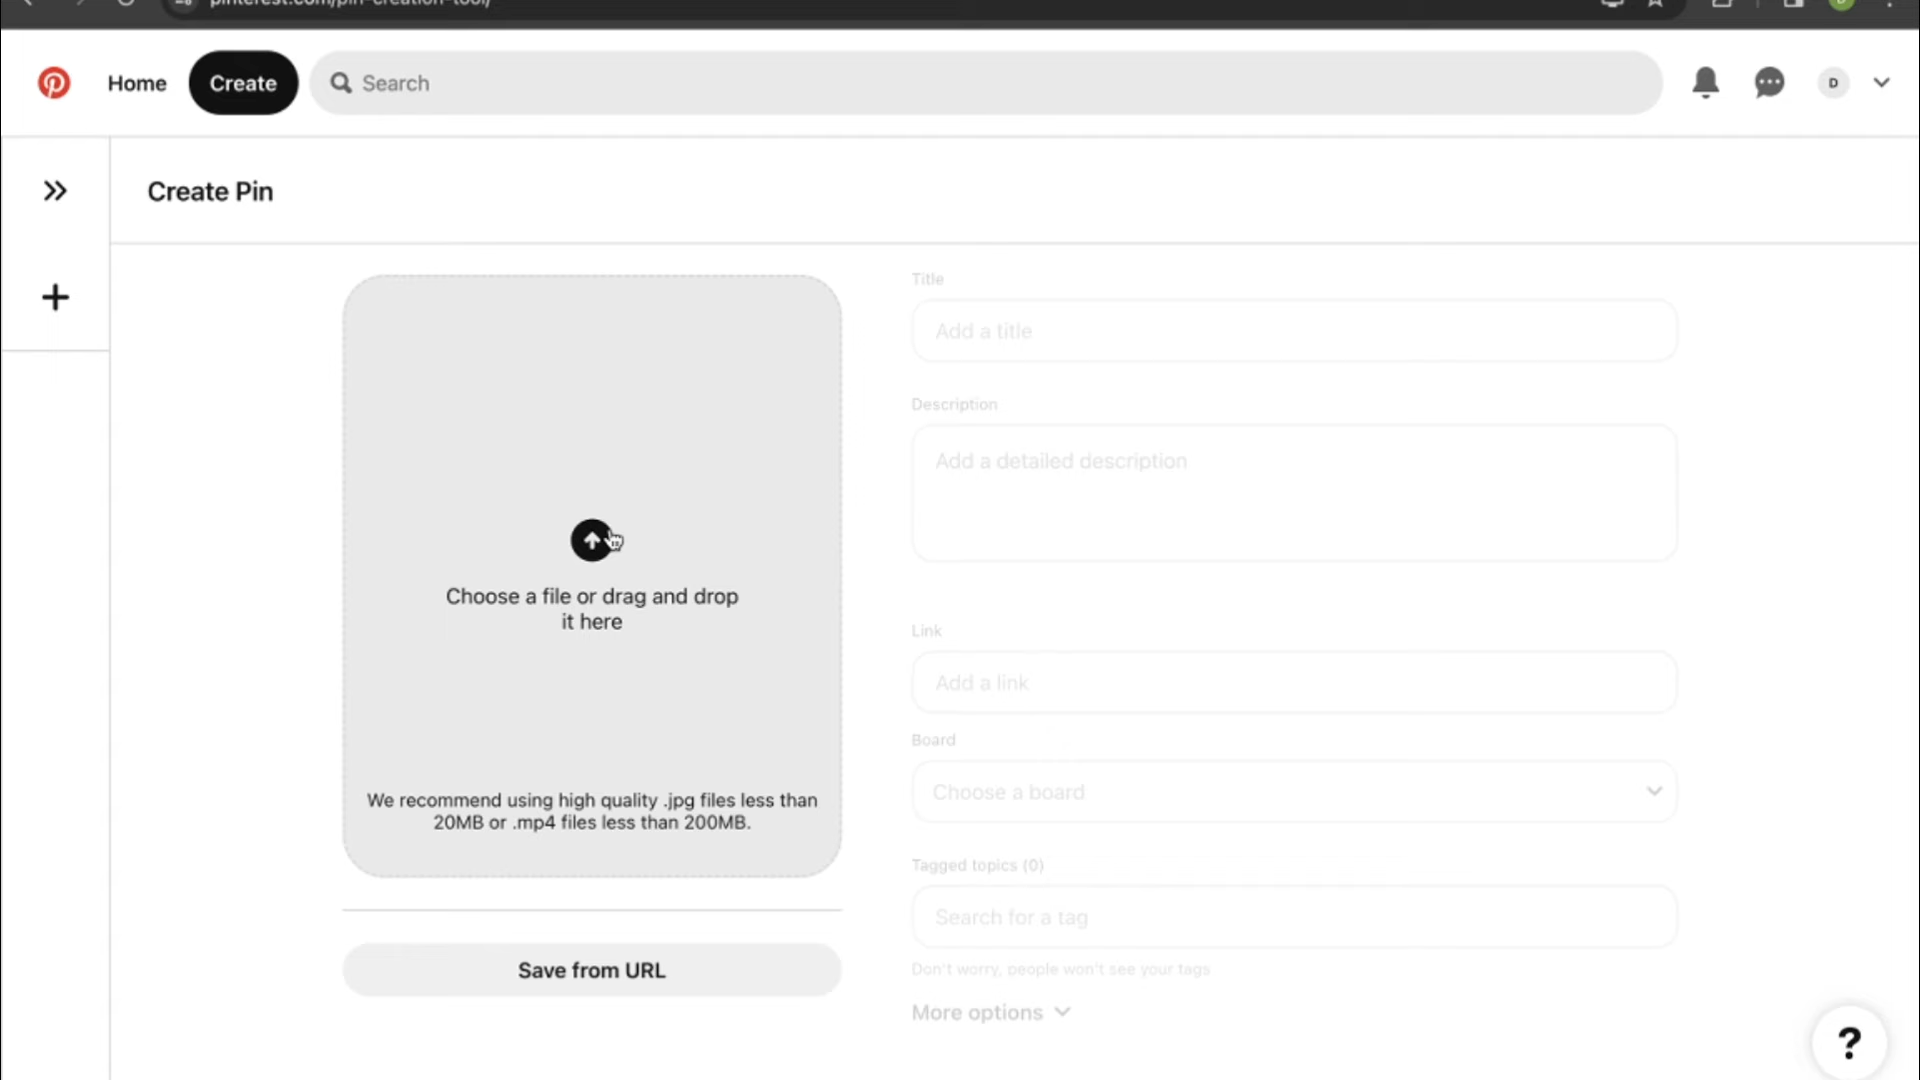 pinterest.com/pin-creation-tool/
Home
Create
Search
D
Create Pin
Title
Add a title
Description
Add a detailed description
Choose a file or drag and drop
it here
Link
Add a link
Board
Choose a board
We recommend using high quality .jpg files less than
20MB or .mp4 files less than 200MB.
Tagged topics (0)
Search for a tag
Save from URL
Don't worry, people won't see your tags
More options
?